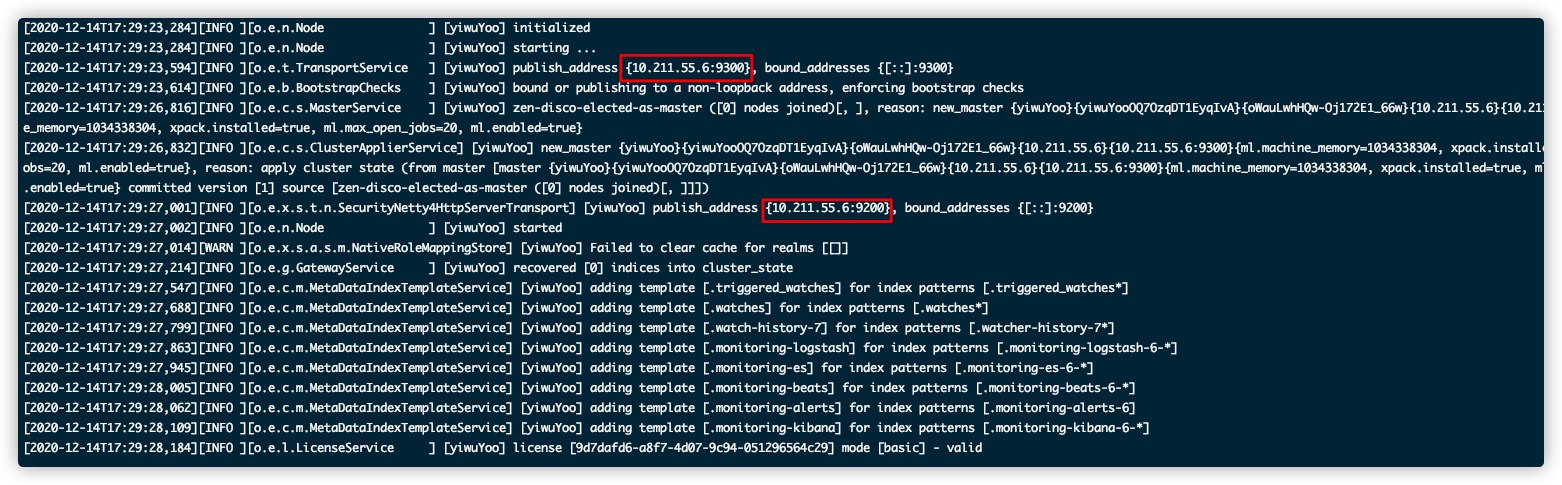 [2020-12-14T17:29:23,284][INFO ][o.e.n.Node               ] [yiwuYoo] initialized
[2020-12-14T17:29:23,284][INFO ][o.e.n.Node               ] [yiwuYoo] starting ...
[2020-12-14T17:29:23,594][INFO ][o.e.t.TransportService   ] [yiwuYoo] publish_address {10.211.55.6:9300}, bound_addresses {[::]:9300}
[2020-12-14T17:29:23,614][INFO ][o.e.b.BootstrapChecks    ] [yiwuYoo] bound or publishing to a non-loopback address, enforcing bootstrap checks
[2020-12-14T17:29:26,816][INFO ][o.e.c.s.MasterService    ] [yiwuYoo] zen-disco-elected-as-master ([0] nodes joined)[, ], reason: new_master {yiwuYoo}{yiwuYooOQ7OzqDT1EyqIvA}{oWauLwhHQw-Oj172E1_66w}{10.211.55.6}{10.21
e_memory=1034338304, xpack.installed=true, ml.max_open_jobs=20, ml.enabled=true}
[2020-12-14T17:29:26,832][INFO ][o.e.c.s.ClusterApplierService] [yiwuYoo] new_master {yiwuYoo}{yiwuYooOQ7OzqDT1EyqIvA}{oWauLwhHQw-Oj172E1_66w}{10.211.55.6}{10.211.55.6:9300}{ml.machine_memory=1034338304, xpack.install
obs=20, ml.enabled=true}, reason: apply cluster state (from master [master {yiwuYoo}{yiwuYooOQ7OzqDT1EyqIvA}{oWauLwhHQw-Oj172E1_66w}{10.211.55.6}{10.211.55.6:9300}{ml.machine_memory=1034338304, xpack.installed=true, m
.enabled=true} committed version [1] source [zen-disco-elected-as-master ([0] nodes joined)[, ]]])
[2020-12-14T17:29:27,001][INFO ][o.e.x.s.t.n.SecurityNetty4HttpServerTransport] [yiwuYoo] publish_address {10.211.55.6:9200}, bound_addresses {[::]:9200}
[2020-12-14T17:29:27,002][INFO ][o.e.n.Node               ] [yiwuYoo] started
[2020-12-14T17:29:27,014][WARN ][o.e.x.s.a.s.m.NativeRoleMappingStore] [yiwuYoo] Failed to clear cache for realms [[]]
[2020-12-14T17:29:27,214][INFO ][o.e.g.GatewayService     ] [yiwuYoo] recovered [0] indices into cluster_state
[2020-12-14T17:29:27,547][INFO ][o.e.c.m.MetaDataIndexTemplateService] [yiwuYoo] adding template [.triggered_watches] for index patterns [.triggered_watches*]
[2020-12-14T17:29:27,688][INFO ][o.e.c.m.MetaDataIndexTemplateService] [yiwuYoo] adding template [.watches] for index patterns [.watches*]
[2020-12-14T17:29:27,799][INFO ][o.e.c.m.MetaDataIndexTemplateService] [yiwuYoo] adding template [.watch-history-7] for index patterns [.watcher-history-7*]
[2020-12-14T17:29:27,863][INFO ][o.e.c.m.MetaDataIndexTemplateService] [yiwuYoo] adding template [.monitoring-logstash] for index patterns [.monitoring-logstash-6-*]
[2020-12-14T17:29:27,945][INFO ][o.e.c.m.MetaDataIndexTemplateService] [yiwuYoo] adding template [.monitoring-es] for index patterns [.monitoring-es-6-*]
[2020-12-14T17:29:28,005][INFO ][o.e.c.m.MetaDataIndexTemplateService] [yiwuYoo] adding template [.monitoring-beats] for index patterns [.monitoring-beats-6-*]
[2020-12-14T17:29:28,062][INFO ][o.e.c.m.MetaDataIndexTemplateService] [yiwuYoo] adding template [.monitoring-alerts] for index patterns [.monitoring-alerts-6]
[2020-12-14T17:29:28,109][INFO ][o.e.c.m.MetaDataIndexTemplateService] [yiwuYoo] adding template [.monitoring-kibana] for index patterns [.monitoring-kibana-6-*]
[2020-12-14T17:29:28,184][INFO ][o.e.l.LicenseService     ] [yiwuYoo] license [9d7dafd6-a8f7-4d07-9c94-051296564c29] mode [basic] - valid